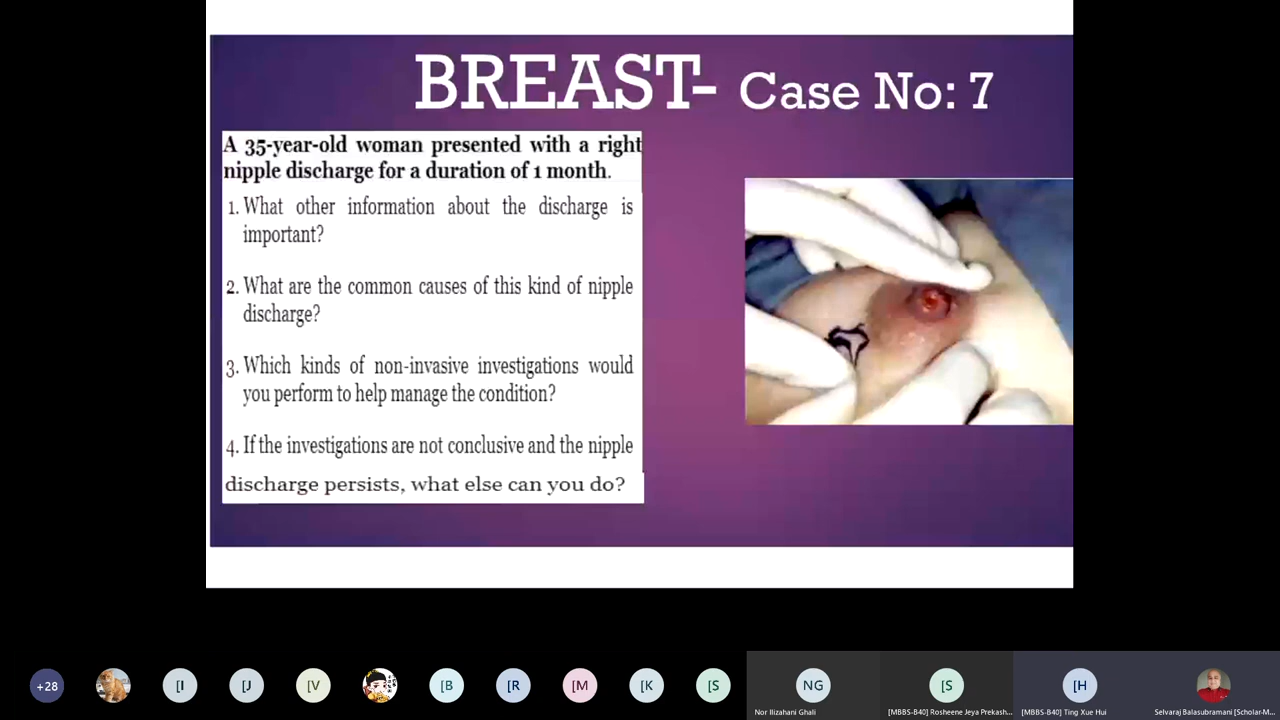 BREAST- Case No: 7
A 35-year-old woman presented with a right
nipple discharge for a duration of 1 month.
1. What other information about the discharge is
important?
2. What are the common causes of this kind of nipple
discharge?
3. Which kinds of non-invasive investigations would
you perform to help manage the condition?
4. If the investigations are not conclusive and the nipple
discharge persists, what else can you do?
+28
[I
[J
[V
[B
[R
[M
[K
[S
NG
[S
[H
Nor Ilizahani Ghali
[MBBS-B40] Rosheene Jeya Prekash...
[MBBS-B40] Ting Xue Hui
Selvaraj Balasubramani [Scholar-M...